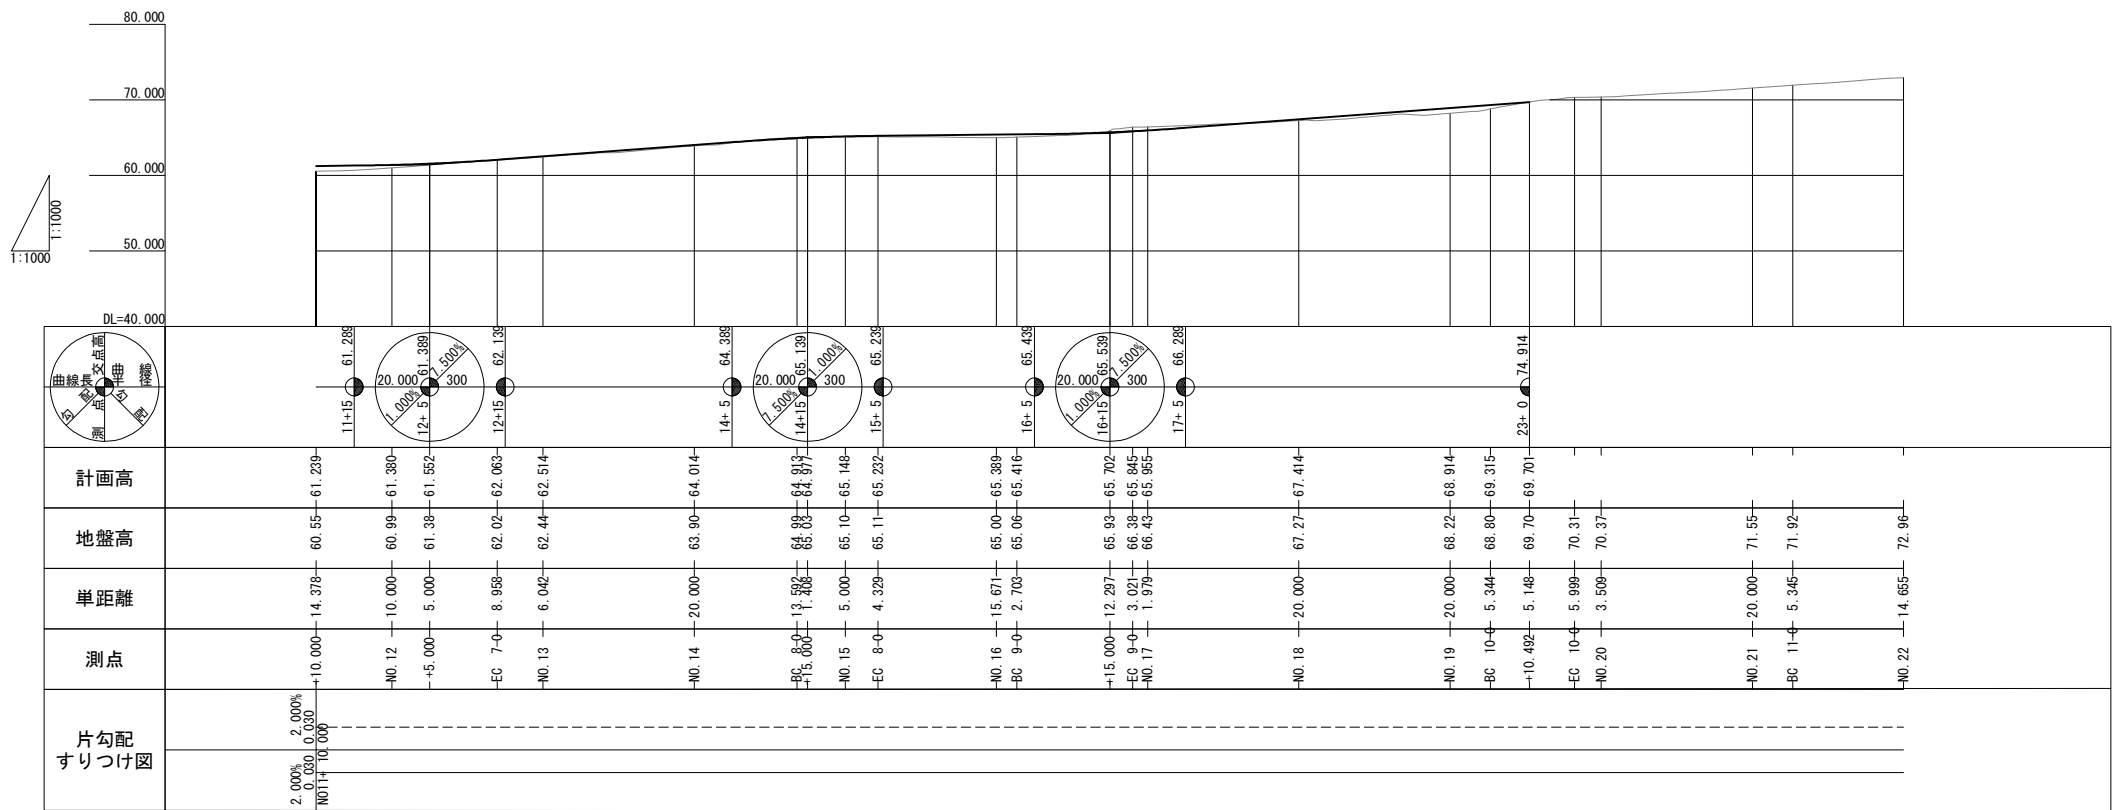 80.000
70.000
60.000
50.000
DL=40.000
1:1000
1:1000
交点高
曲線
半径
曲線長
勾配
測点
勾配
11+15 61.289
20.000
12+ 5 61.389
300
7.500%
1.000%
12+15 62.139
14+ 5 64.389
20.000
14+15 65.139
300
1.000%
7.500%
15+ 5 65.239
16+ 5 65.439
20.000
16+15 65.539
300
7.500%
1.000%
17+ 5 66.289
23+ 0 74.914
計画高
61.239 61.380 61.552 62.063 62.514 64.014 64.913 64.977 65.148 65.232 65.389 65.416 65.702 65.845 65.955 67.414 68.914 69.315 69.701
地盤高
60.55 60.99 61.38 62.02 62.44 63.90 64.99 65.03 65.10 65.11 65.00 65.06 65.93 66.38 66.43 67.27 68.22 68.80 69.70 70.31 70.37 71.55 71.92 72.96
単距離
14.378 10.000 5.000 8.958 6.042 20.000 13.592 1.408 5.000 4.329 15.671 2.703 12.297 3.021 1.979 20.000 20.000 5.344 5.148 5.999 3.509 20.000 5.345 14.655
測点
+10.000 NO.12 +5.000 EC 7-0 NO.13 NO.14 BC 8-0 +15.000 NO.15 EC 8-0 NO.16 BC 9-0 +15.000 EC 9-0 NO.17 NO.18 NO.19 BC 10-0 +10.492 EC 10-0 NO.20 NO.21 BC 11-0 NO.22
片勾配
すりつけ図
2.000%
0.030
2.000%
0.030
NO11+ 10.000